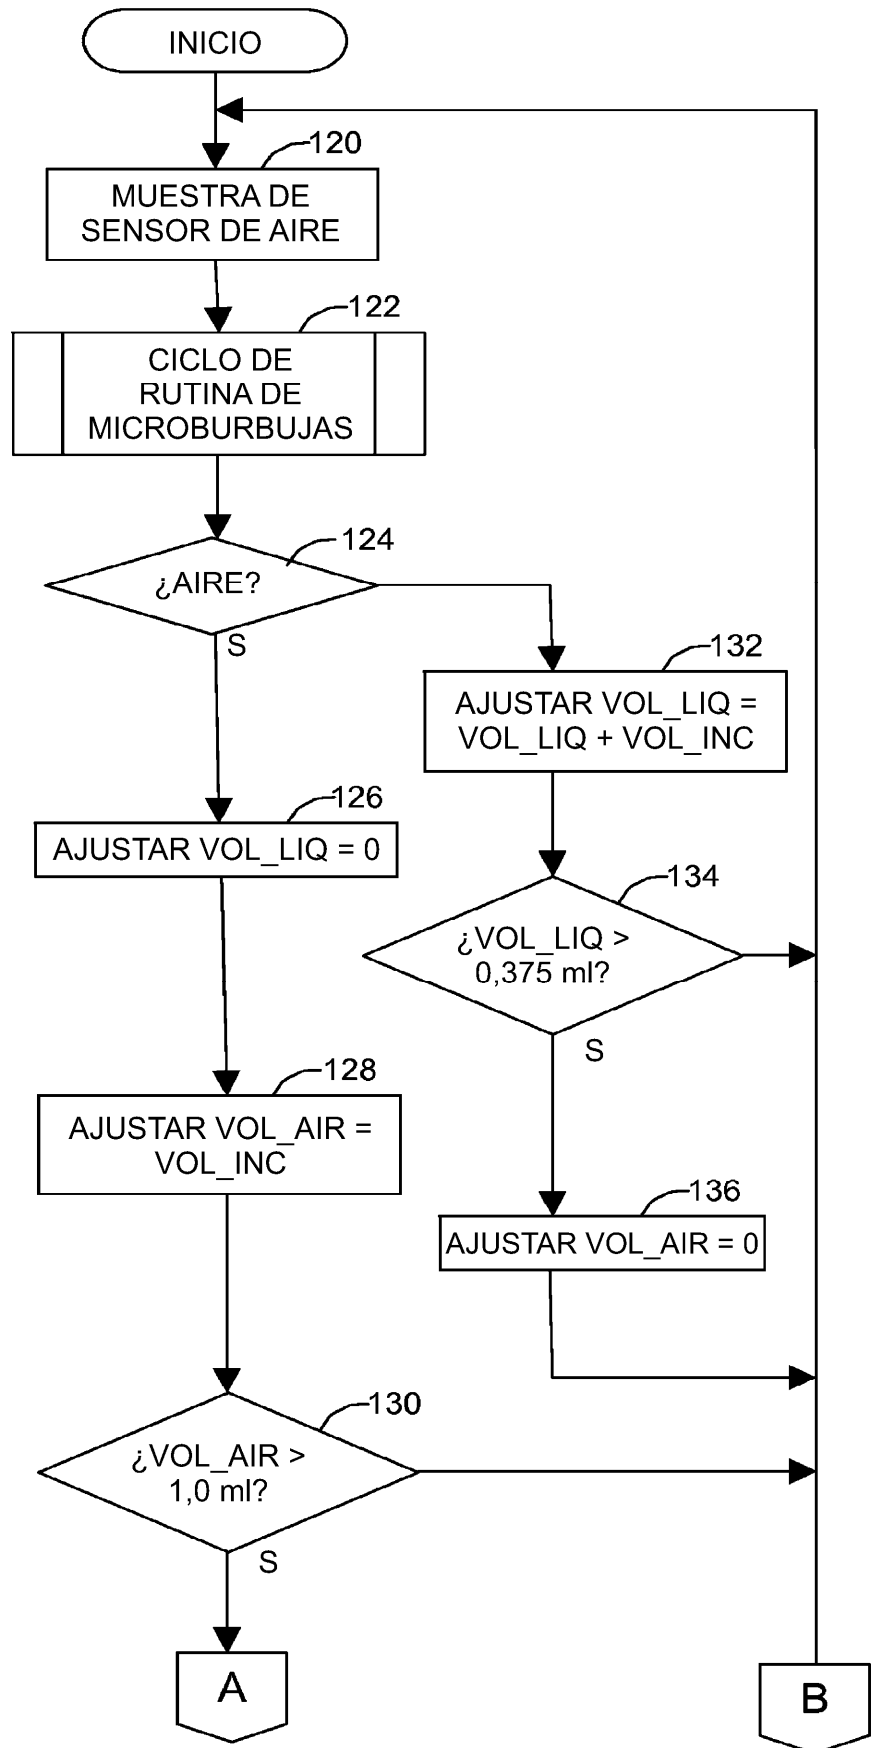 INICIO
120
MUESTRA DE
SENSOR DE AIRE
122
CICLO DE
RUTINA DE
MICROBURBUJAS
124
¿AIRE?
S
132
AJUSTAR VOL_LIQ =
VOL_LIQ + VOL_INC
126
AJUSTAR VOL_LIQ = 0
134
¿VOL_LIQ >
0,375 ml?
S
128
AJUSTAR VOL_AIR =
VOL_INC
136
AJUSTAR VOL_AIR = 0
130
¿VOL_AIR >
1,0 ml?
S
A
B